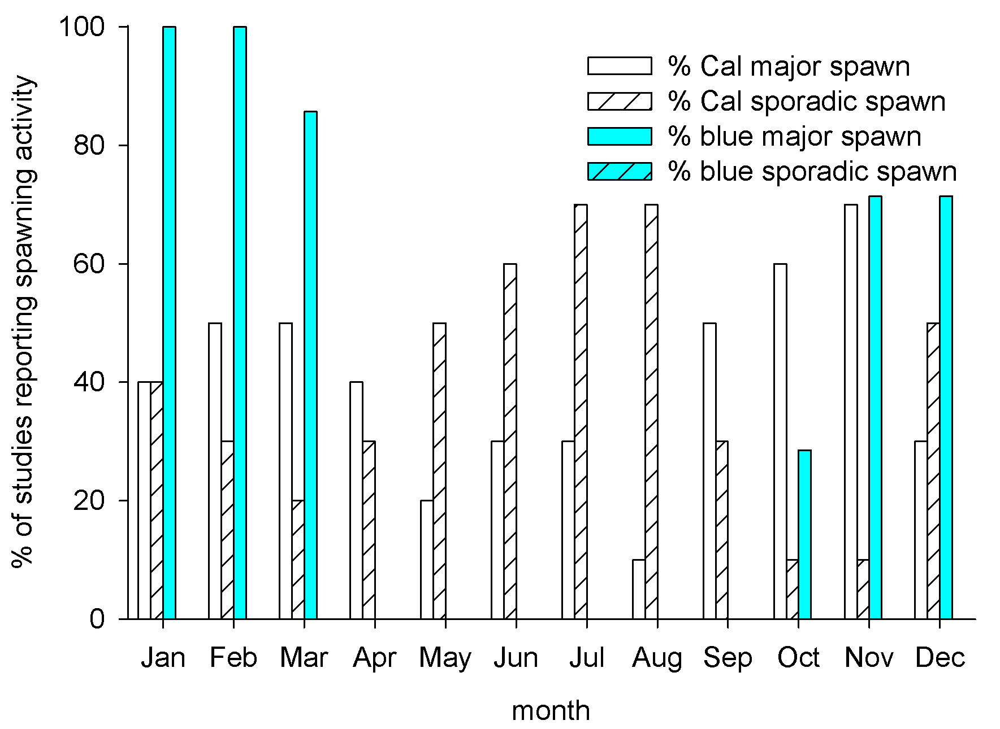 % of studies reporting spawning activity
100
80
60
40
20
0
% Cal major spawn
% Cal sporadic spawn
% blue major spawn
% blue sporadic spawn
Jan Feb Mar Apr May Jun Jul Aug Sep Oct Nov Dec
month